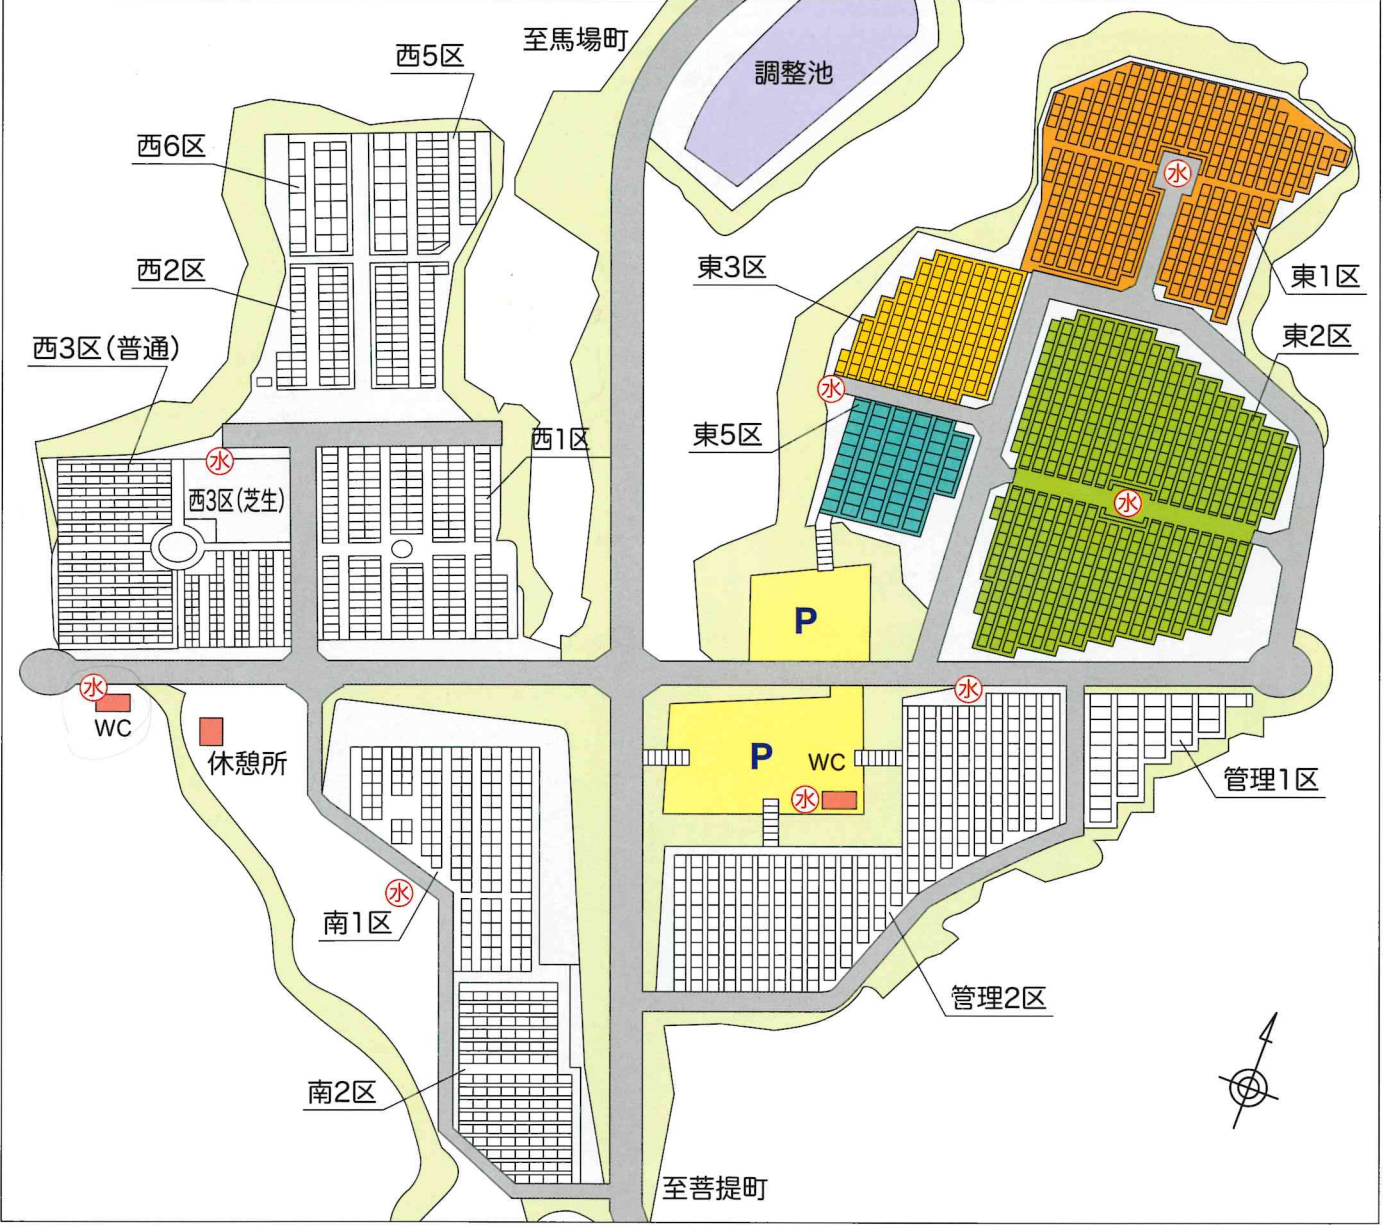 至馬場町
調整池
西5区
西6区
水
東3区
東1区
西2区
東2区
西3区(普通)
水
東5区
西1区
水
西3区(芝生)
水
P
水
水
WC
休憩所
P
WC
水
管理1区
水
南1区
管理2区
南2区
至菩提町